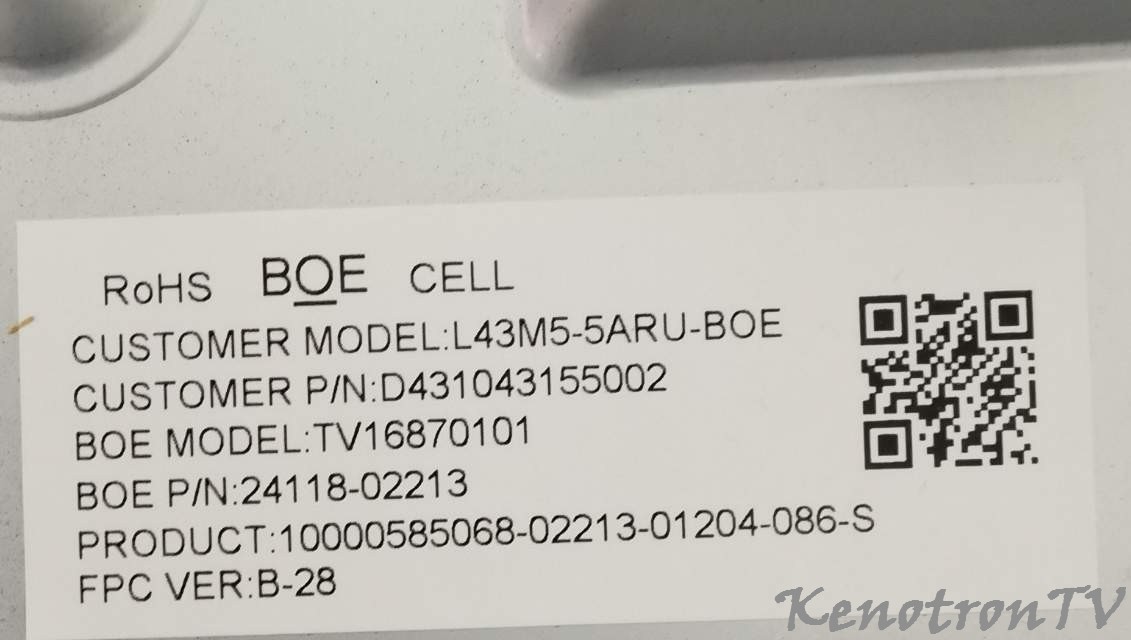 RoHS BOE CELL
CUSTOMER MODEL:L43M5-5ARU-BOE
CUSTOMER P/N:D431043155002
BOE MODEL:TV16870101
BOE P/N:24118-02213
PRODUCT:10000585068-02213-01204-086-S
FPC VER:B-28
KenotronTV